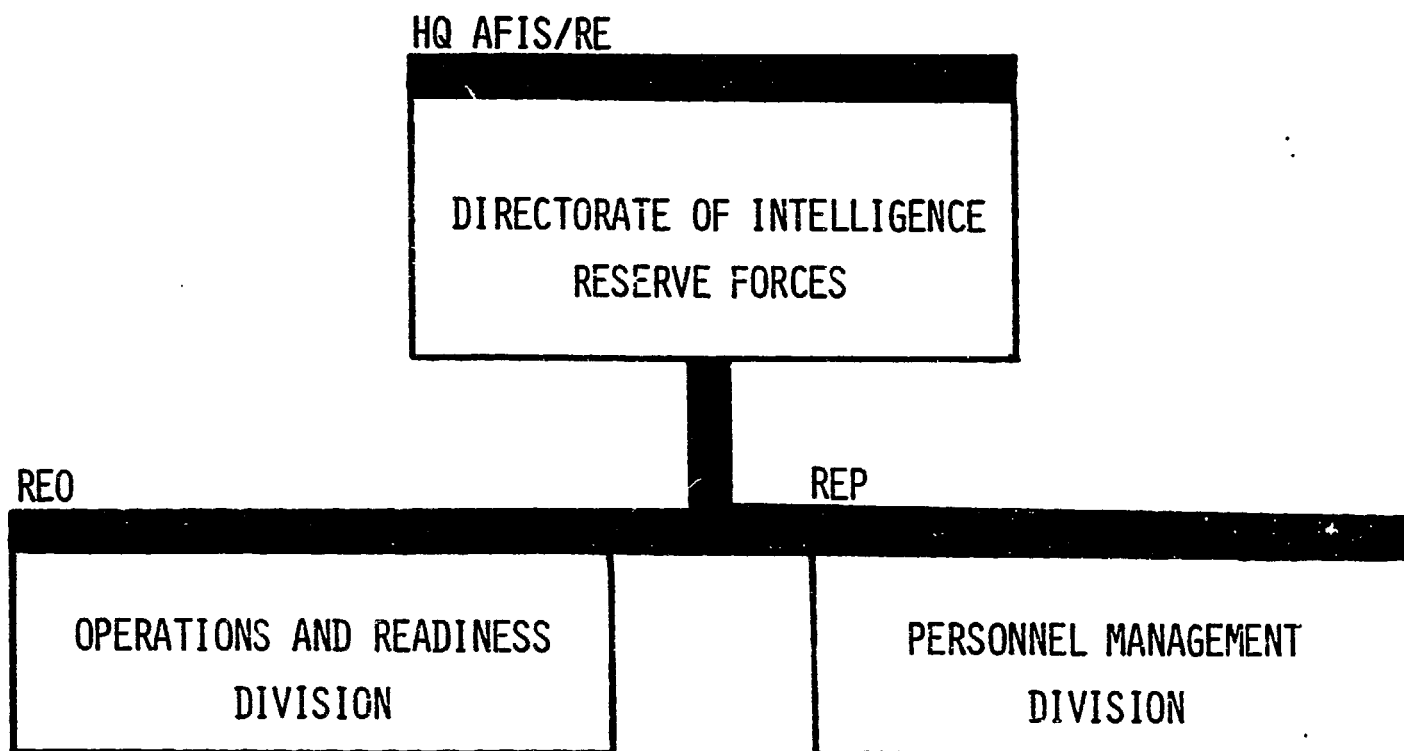 HQ AFIS/RE
DIRECTORATE OF INTELLIGENCE
RESERVE FORCES
REO
REP
OPERATIONS AND READINESS
DIVISION
PERSONNEL MANAGEMENT
DIVISION